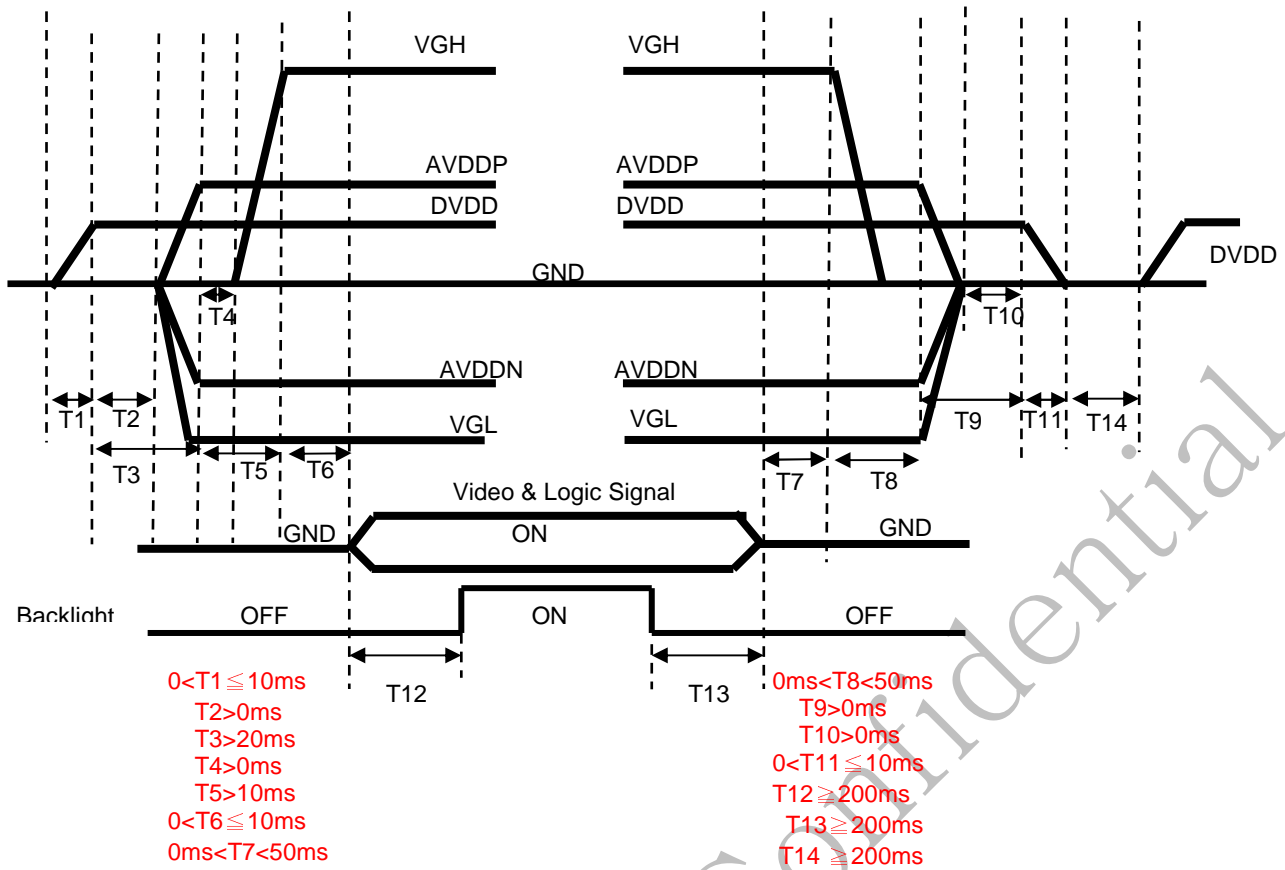 VGH VGH
AVDDP AVDDP
DVDD DVDD
DVDD
GND
T4 T10
AVDDN AVDDN
T1 T2 T9 T11 T14
VGL VGL
T3 T5 T6 T7 T8
Video & Logic Signal
GND ON GND
Backlight OFF ON OFF
T12 T13
0<T1≦10ms
T2>0ms
T3>20ms
T4>0ms
T5>10ms
0<T6≦10ms
0ms<T7<50ms
0ms<T8<50ms
T9>0ms
T10>0ms
0<T11≦10ms
T12≧200ms
T13≧200ms
T14 ≧200ms
Confidential